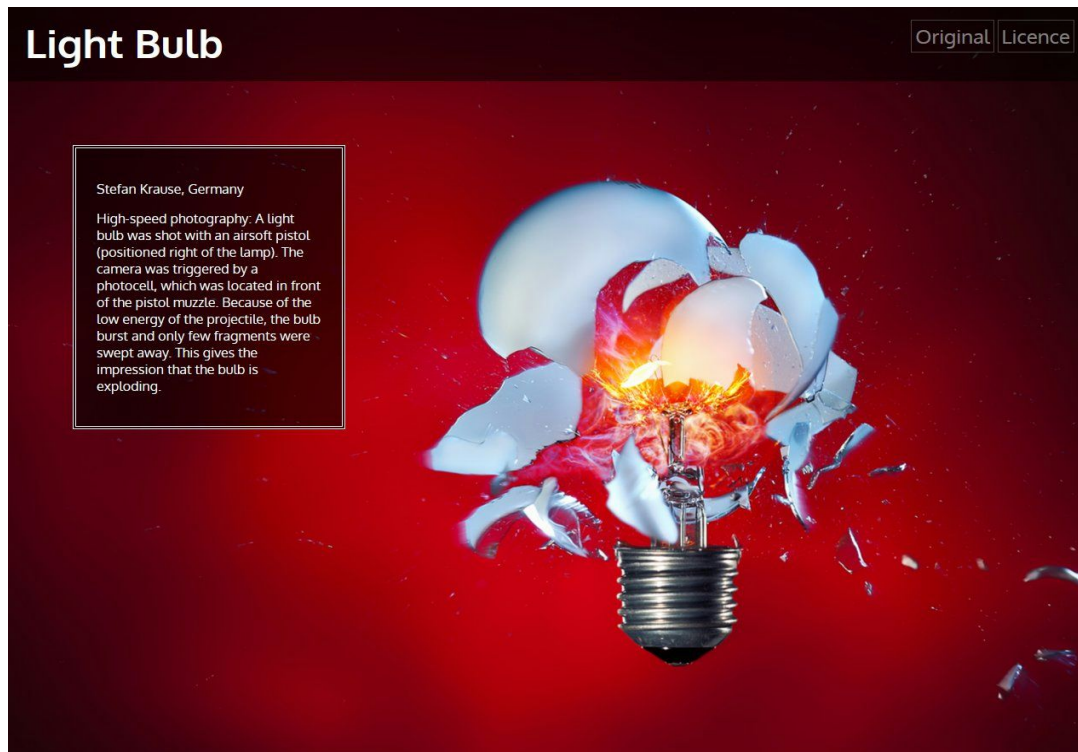 Light Bulb
Original
Licence
Stefan Krause, Germany
High-speed photography: A light
bulb was shot with an airsoft pistol
(positioned right of the lamp). The
camera was triggered by a
photocell, which was located in front
of the pistol muzzle. Because of the
low energy of the projectile, the bulb
burst and only few fragments were
swept away. This gives the
impression that the bulb is
exploding.